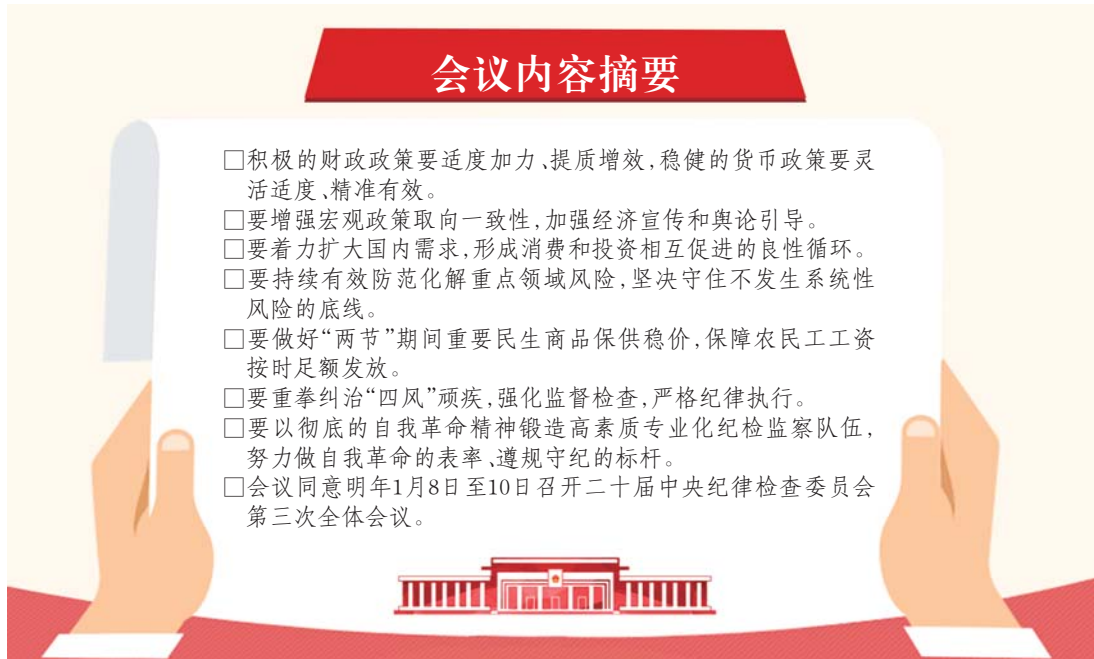 会议内容摘要
□积极的财政政策要适度加力、提质增效,稳健的货币政策要灵
活适度、精准有效。
□要增强宏观政策取向一致性,加强经济宣传和舆论引导。
□要着力扩大国内需求,形成消费和投资相互促进的良性循环。
□要持续有效防范化解重点领域风险,坚决守住不发生系统性
风险的底线。
□要做好“两节”期间重要民生商品保供稳价,保障农民工工资
按时足额发放。
□要重拳纠治“四风”顽疾,强化监督检查,严格纪律执行。
□要以彻底的自我革命精神锻造高素质专业化纪检监察队伍,
努力做自我革命的表率、遵规守纪的标杆。
□会议同意明年1月8日至10日召开二十届中央纪律检查委员会
第三次全体会议。